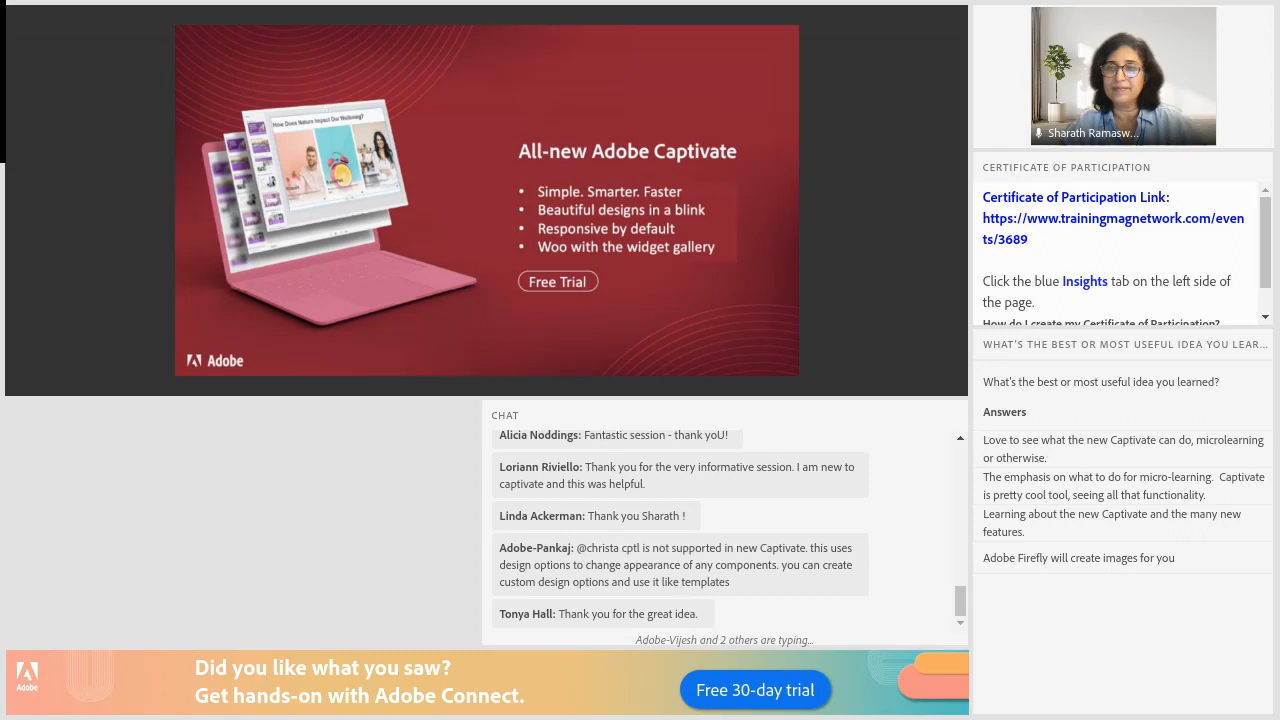 How Does Nature Impact Our Wellbeing?
All-new Adobe Captivate
• Simple. Smarter. Faster
• Beautiful designs in a blink
• Responsive by default
• Woo with the widget gallery
Free Trial
Adobe
Sharath Ramasw...
CERTIFICATE OF PARTICIPATION
Certificate of Participation Link:
https://www.trainingmagnetwork.com/even
ts/3689
Click the blue Insights tab on the left side of
the page.
How do I create my Certificate of Participation?
WHAT'S THE BEST OR MOST USEFUL IDEA YOU LEAR...
What's the best or most useful idea you learned?
Answers
Love to see what the new Captivate can do, microlearning
or otherwise.
The emphasis on what to do for micro-learning.  Captivate
is pretty cool tool, seeing all that functionality.
Learning about the new Captivate and the many new
features.
Adobe Firefly will create images for you
CHAT
Alicia Noddings: Fantastic session - thank yoU!
Loriann Riviello: Thank you for the very informative session. I am new to
captivate and this was helpful.
Linda Ackerman: Thank you Sharath !
Adobe-Pankaj: @christa cptl is not supported in new Captivate. this uses
design options to change appearance of any components. you can create
custom design options and use it like templates
Tonya Hall: Thank you for the great idea.
Adobe-Vijesh and 2 others are typing...
Adobe
Did you like what you saw?
Get hands-on with Adobe Connect.
Free 30-day trial